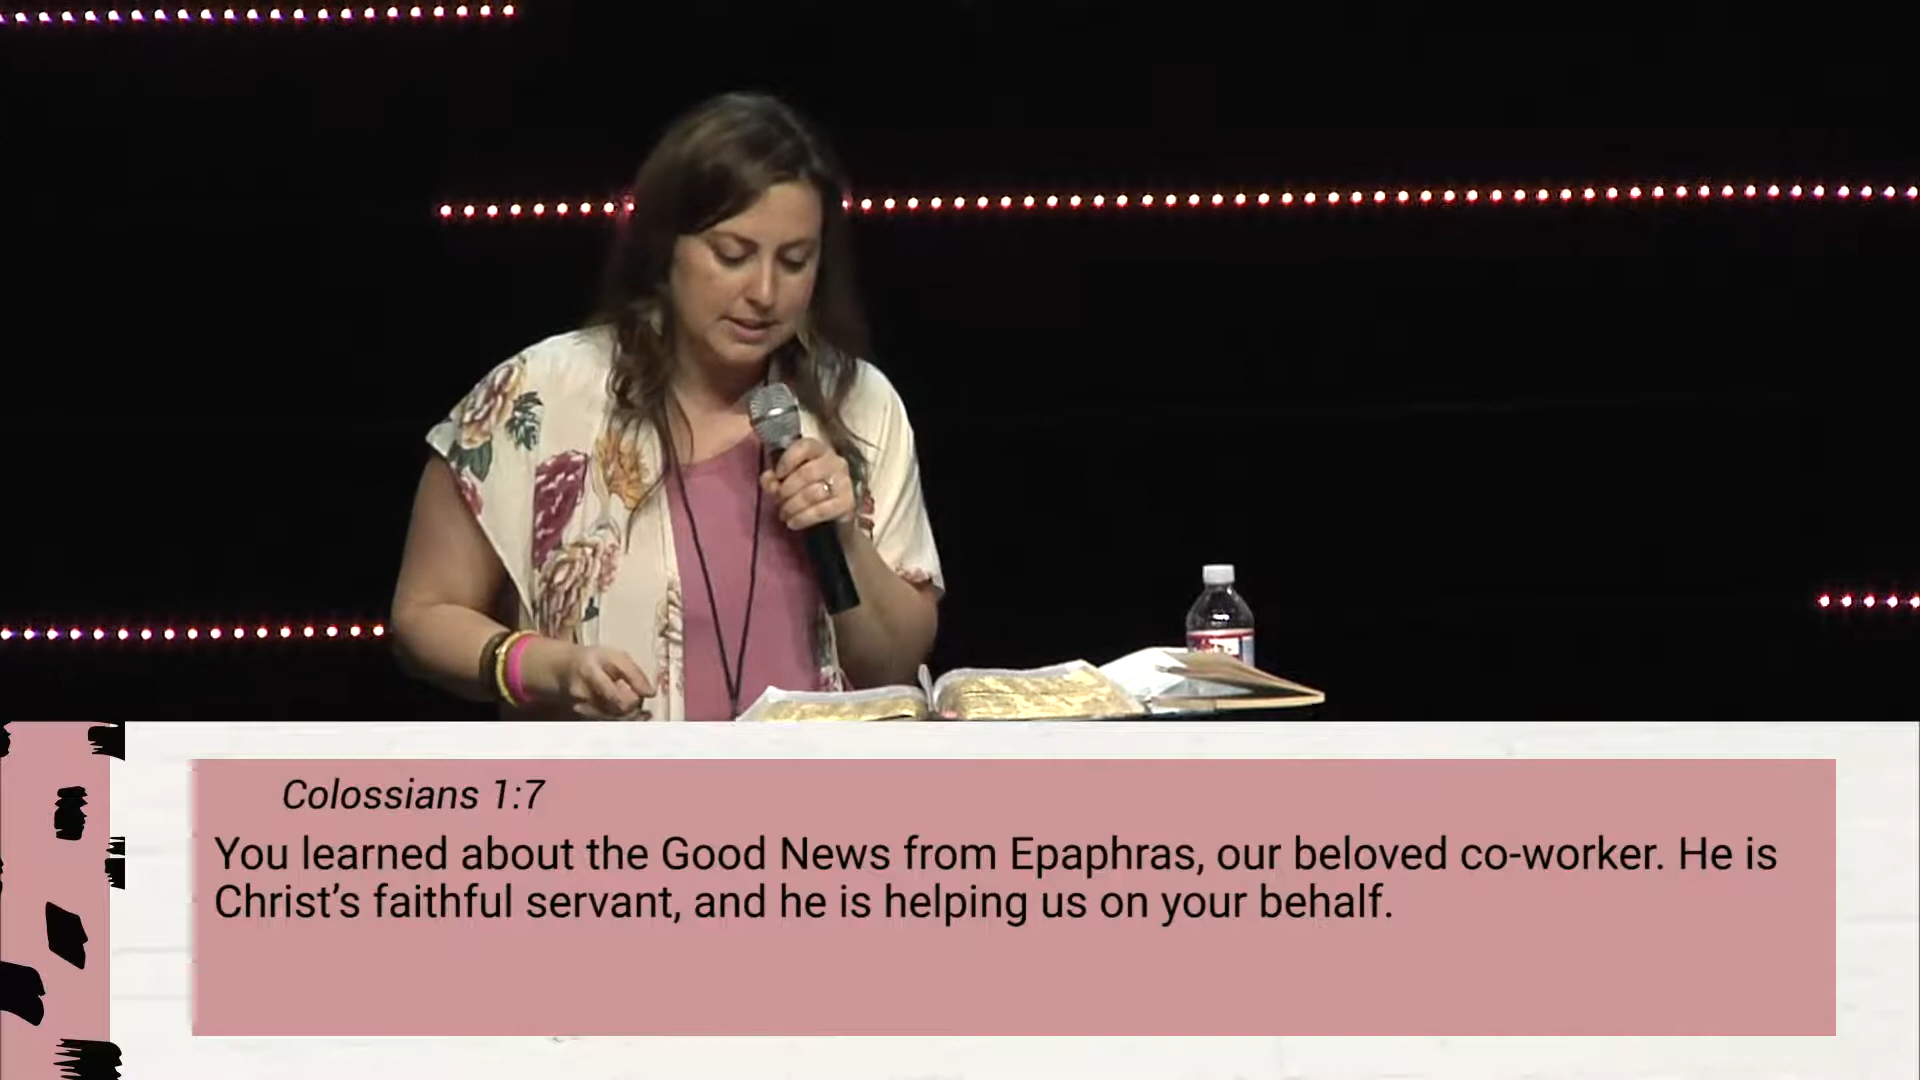 Colossians 1:7
You learned about the Good News from Epaphras, our beloved co-worker. He is
Christ’s faithful servant, and he is helping us on your behalf.